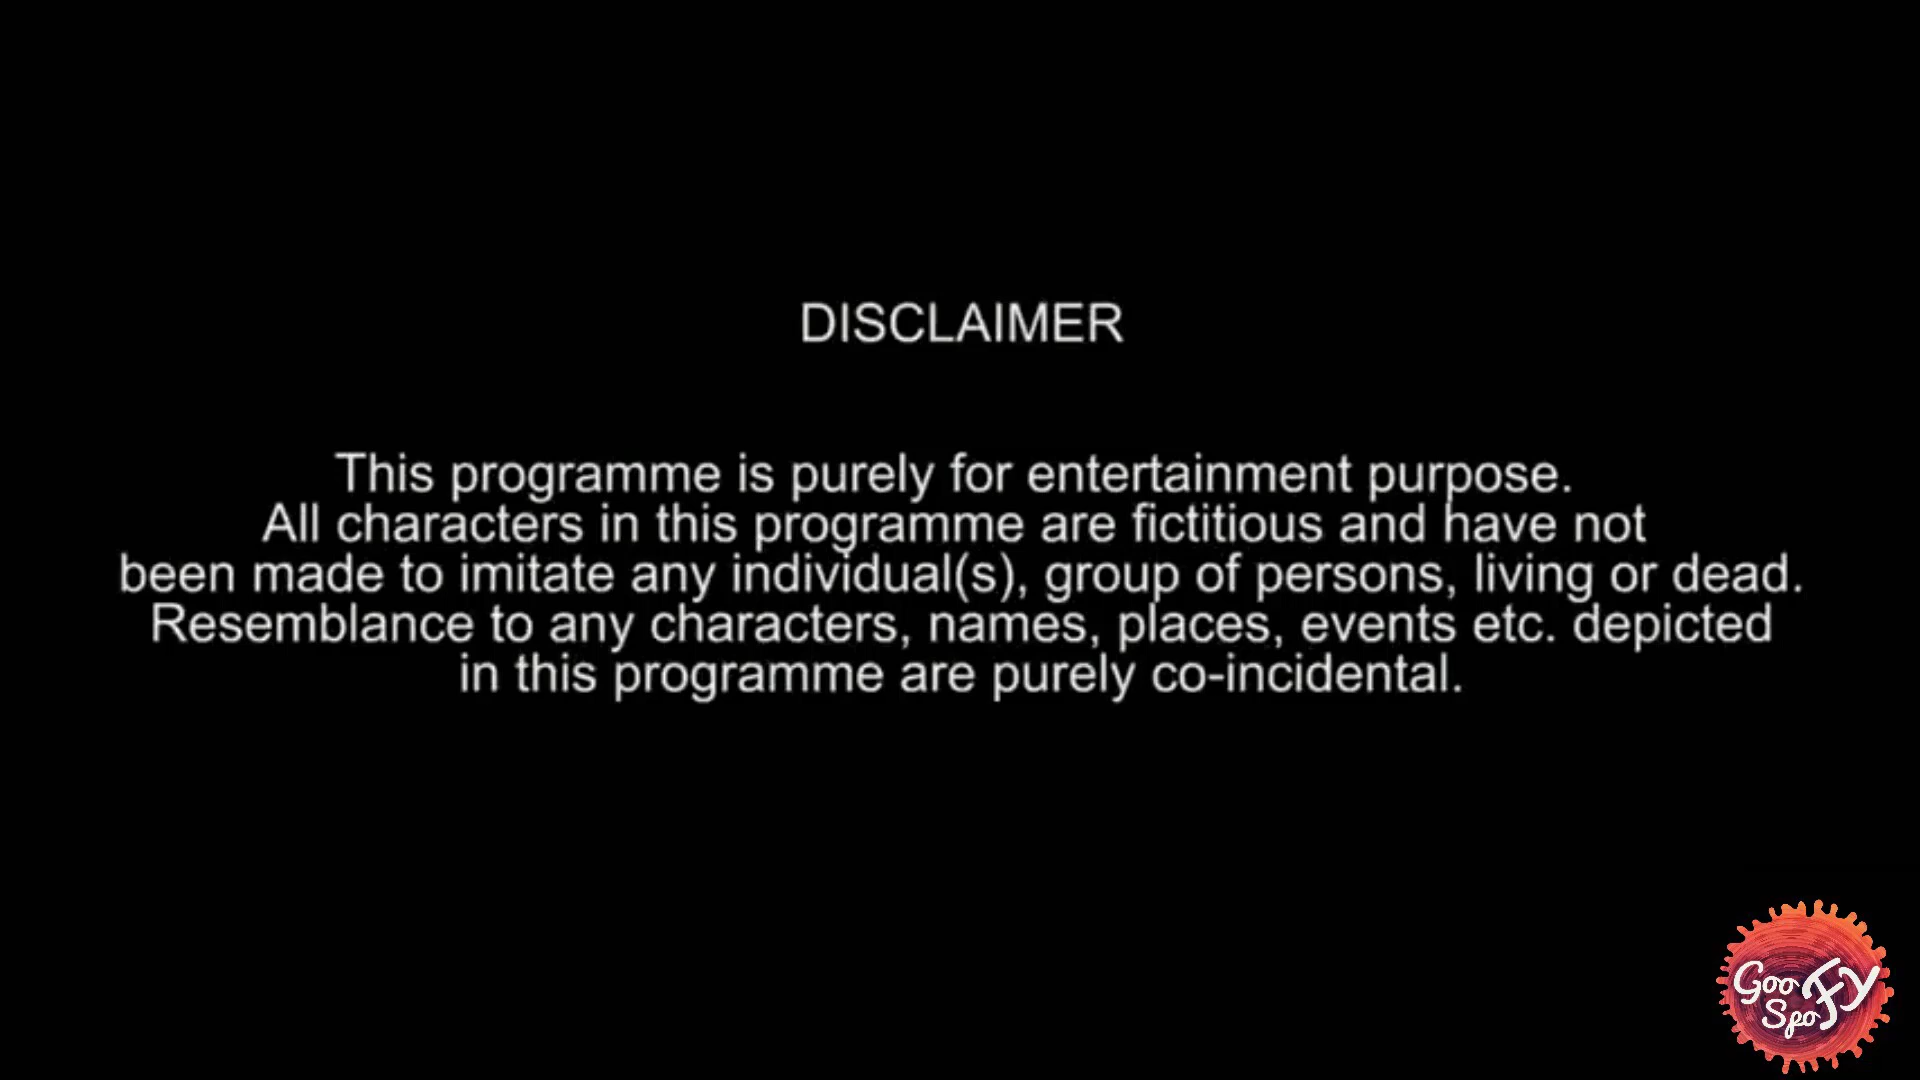 DISCLAIMER
This programme is purely for entertainment purpose.
All characters in this programme are fictitious and have not
been made to imitate any individual(s), group of persons, living or dead.
Resemblance to any characters, names, places, events etc. depicted
in this programme are purely co-incidental.
Goo
Spo
FY